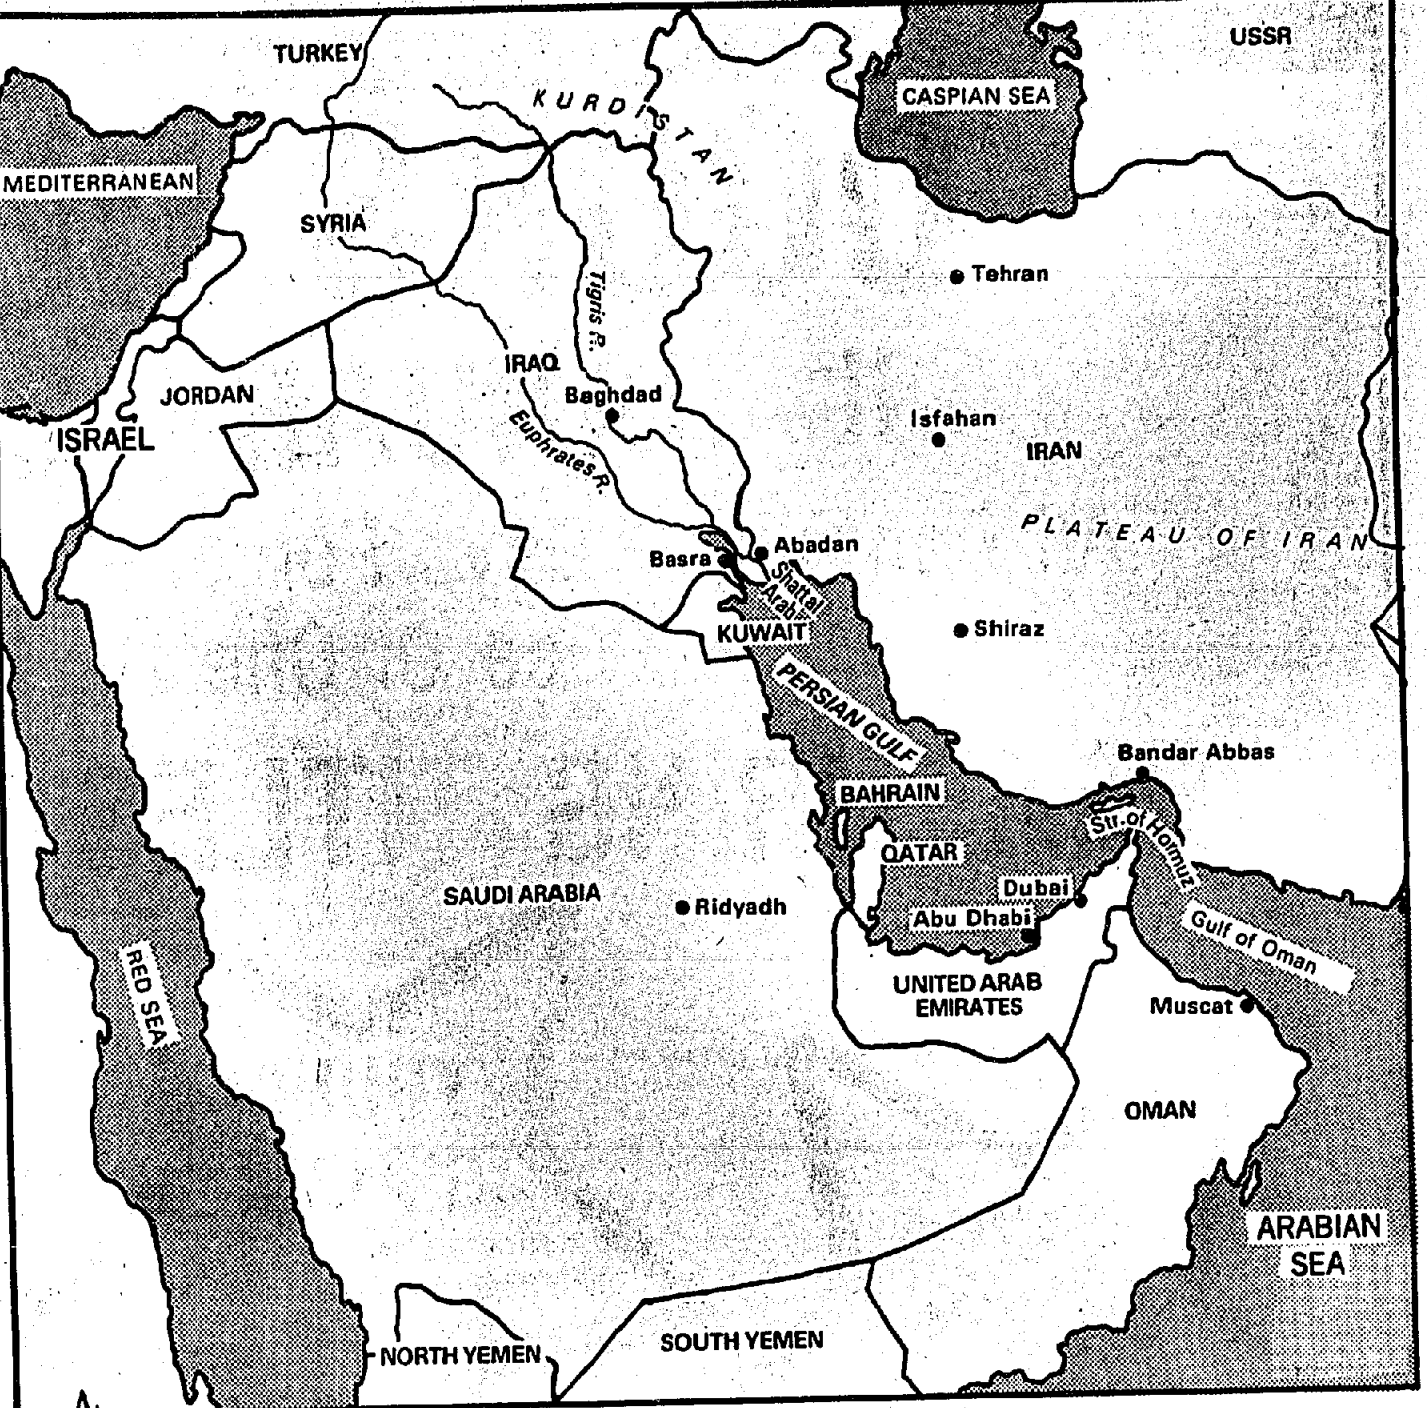 TURKEY
USSR
CASPIAN SEA
KURDISTAN
MEDITERRANEAN
SYRIA
Tehran
Tigris R.
IRAQ
Baghdad
JORDAN
Isfahan
ISRAEL
Euphrates R.
IRAN
PLATEAU OF IRAN
Abadan
Basra
Shattal
Arab
KUWAIT
Shiraz
PERSIAN GULF
Bandar Abbas
BAHRAIN
Str. of Hormuz
QATAR
Dubai
SAUDI ARABIA
Ridyadh
Abu Dhabi
Gulf of Oman
RED SEA
UNITED ARAB
EMIRATES
Muscat
OMAN
ARABIAN
SEA
NORTH YEMEN
SOUTH YEMEN